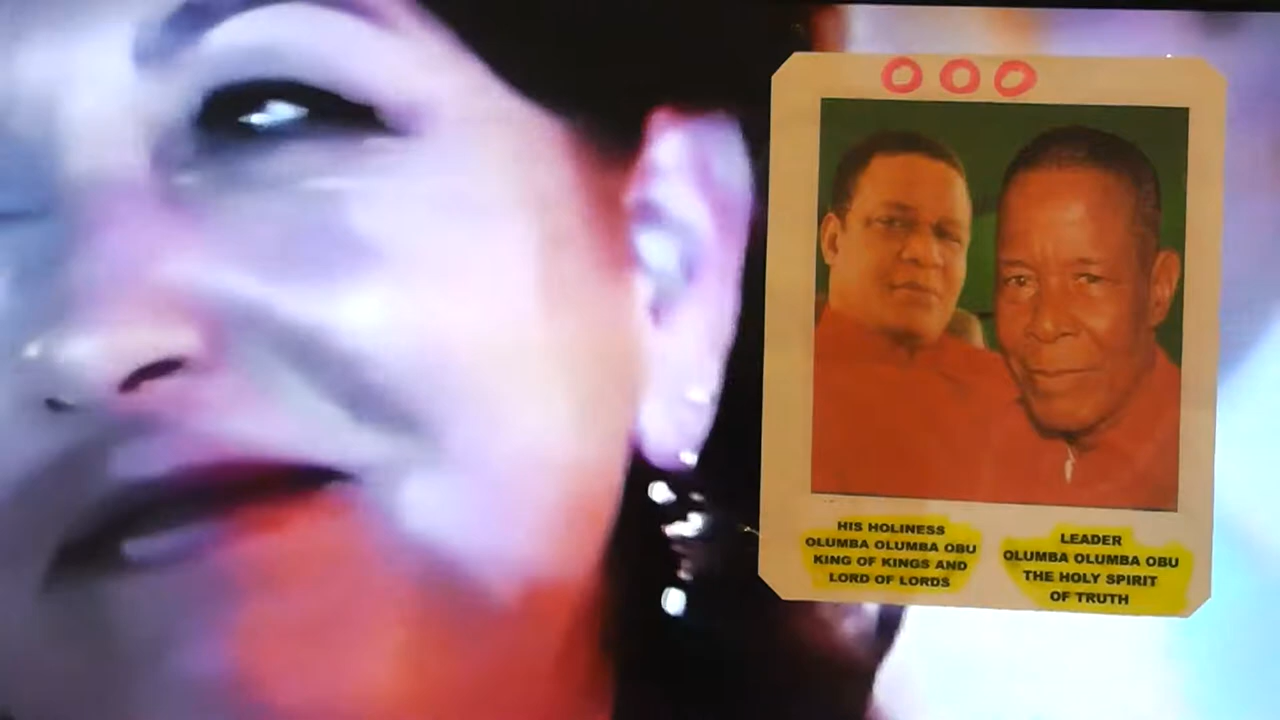 O O O
HIS HOLINESS
OLUMBA OLUMBA OBU
KING OF KINGS AND
LORD OF LORDS
LEADER
OLUMBA OLUMBA OBU
THE HOLY SPIRIT
OF TRUTH